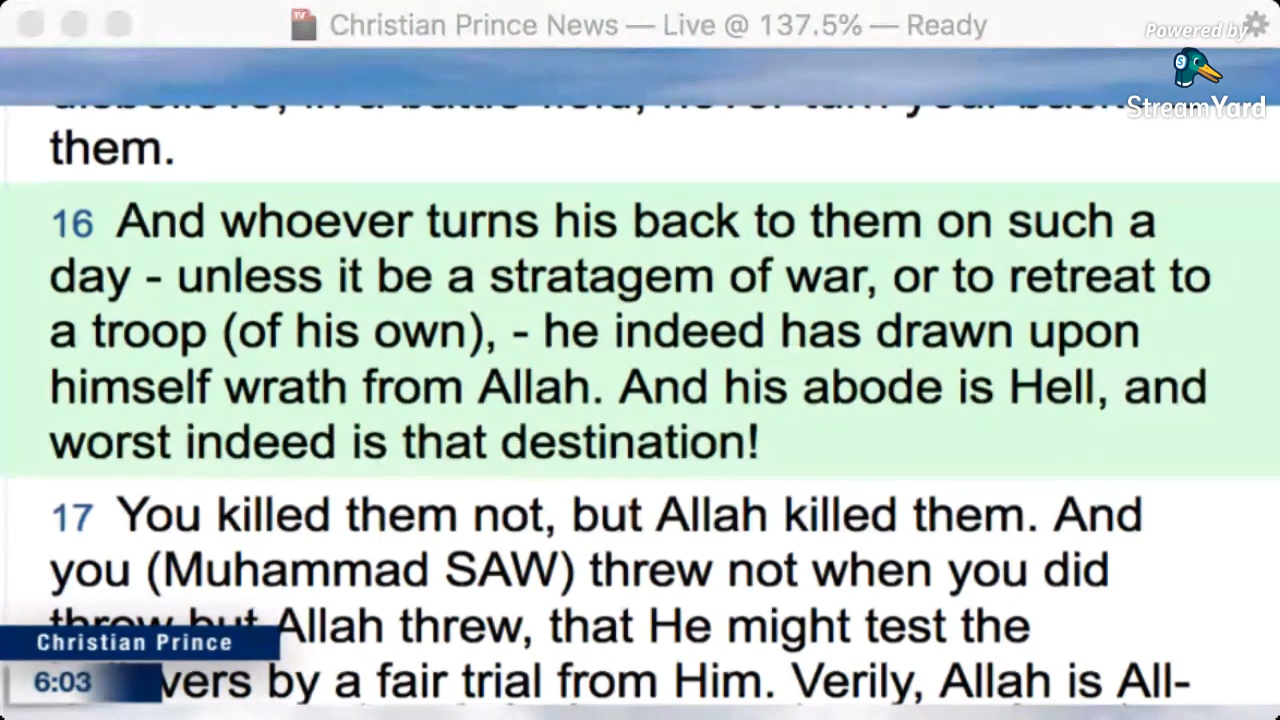 Christian Prince News — Live @ 137.5% — Ready
Powered by
StreamYard
them.
16 And whoever turns his back to them on such a
day - unless it be a stratagem of war, or to retreat to
a troop (of his own), - he indeed has drawn upon
himself wrath from Allah. And his abode is Hell, and
worst indeed is that destination!
17 You killed them not, but Allah killed them. And
you (Muhammad SAW) threw not when you did
throw but Allah threw, that He might test the
vers by a fair trial from Him. Verily, Allah is All-
Christian Prince
6:03